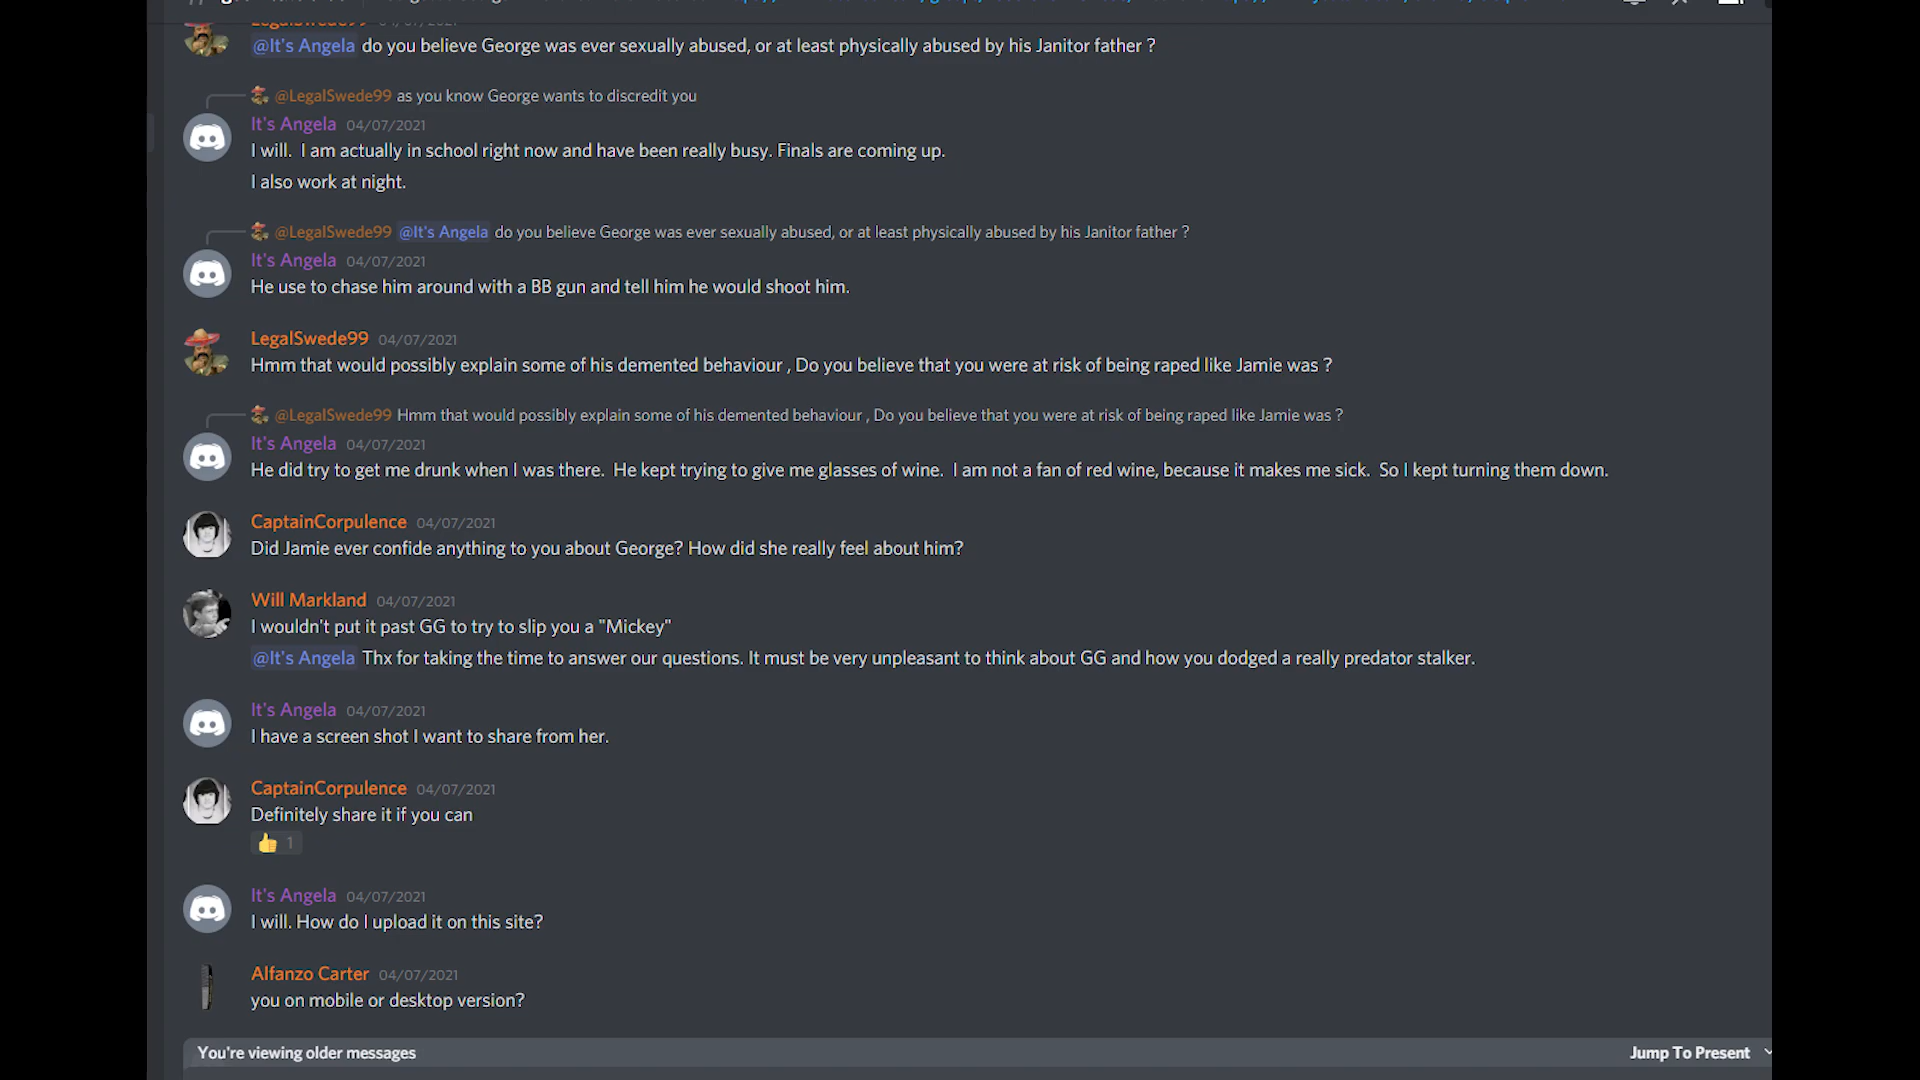 LegalSwede99 04/07/2021
@It's Angela do you believe George was ever sexually abused, or at least physically abused by his Janitor father ?
@LegalSwede99 as you know George wants to discredit you
It's Angela 04/07/2021
I will. I am actually in school right now and have been really busy. Finals are coming up.
I also work at night.
@LegalSwede99 @It's Angela do you believe George was ever sexually abused, or at least physically abused by his Janitor father ?
It's Angela 04/07/2021
He use to chase him around with a BB gun and tell him he would shoot him.
LegalSwede99 04/07/2021
Hmm that would possibly explain some of his demented behaviour , Do you believe that you were at risk of being raped like Jamie was ?
@LegalSwede99 Hmm that would possibly explain some of his demented behaviour , Do you believe that you were at risk of being raped like Jamie was ?
It's Angela 04/07/2021
He did try to get me drunk when I was there. He kept trying to give me glasses of wine. I am not a fan of red wine, because it makes me sick. So I kept turning them down.
CaptainCorpulence 04/07/2021
Did Jamie ever confide anything to you about George? How did she really feel about him?
Will Markland 04/07/2021
I wouldn't put it past GG to try to slip you a "Mickey"
@It's Angela Thx for taking the time to answer our questions. It must be very unpleasant to think about GG and how you dodged a really predator stalker.
It's Angela 04/07/2021
I have a screen shot I want to share from her.
CaptainCorpulence 04/07/2021
Definitely share it if you can
👍 1
It's Angela 04/07/2021
I will. How do I upload it on this site?
Alfanzo Carter 04/07/2021
you on mobile or desktop version?
You're viewing older messages
Jump To Present